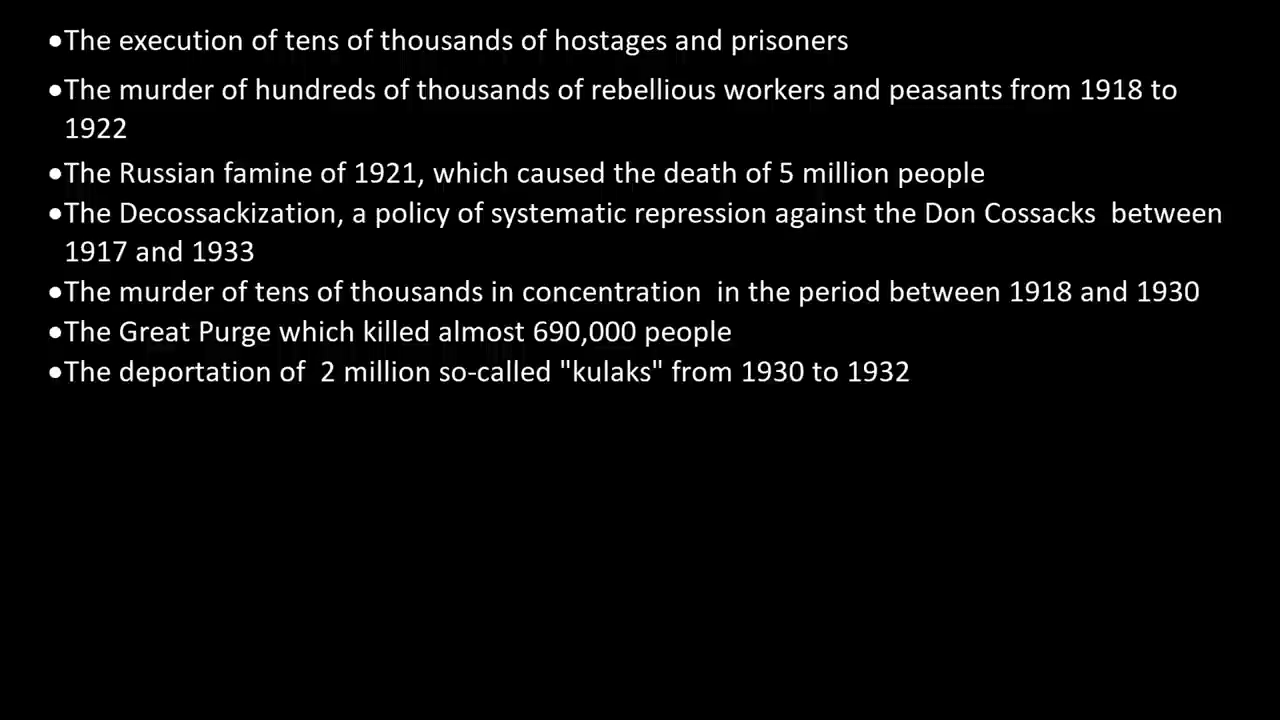 •The execution of tens of thousands of hostages and prisoners
•The murder of hundreds of thousands of rebellious workers and peasants from 1918 to
1922
•The Russian famine of 1921, which caused the death of 5 million people
•The Decossackization, a policy of systematic repression against the Don Cossacks  between
1917 and 1933
•The murder of tens of thousands in concentration  in the period between 1918 and 1930
•The Great Purge which killed almost 690,000 people
•The deportation of  2 million so-called "kulaks" from 1930 to 1932